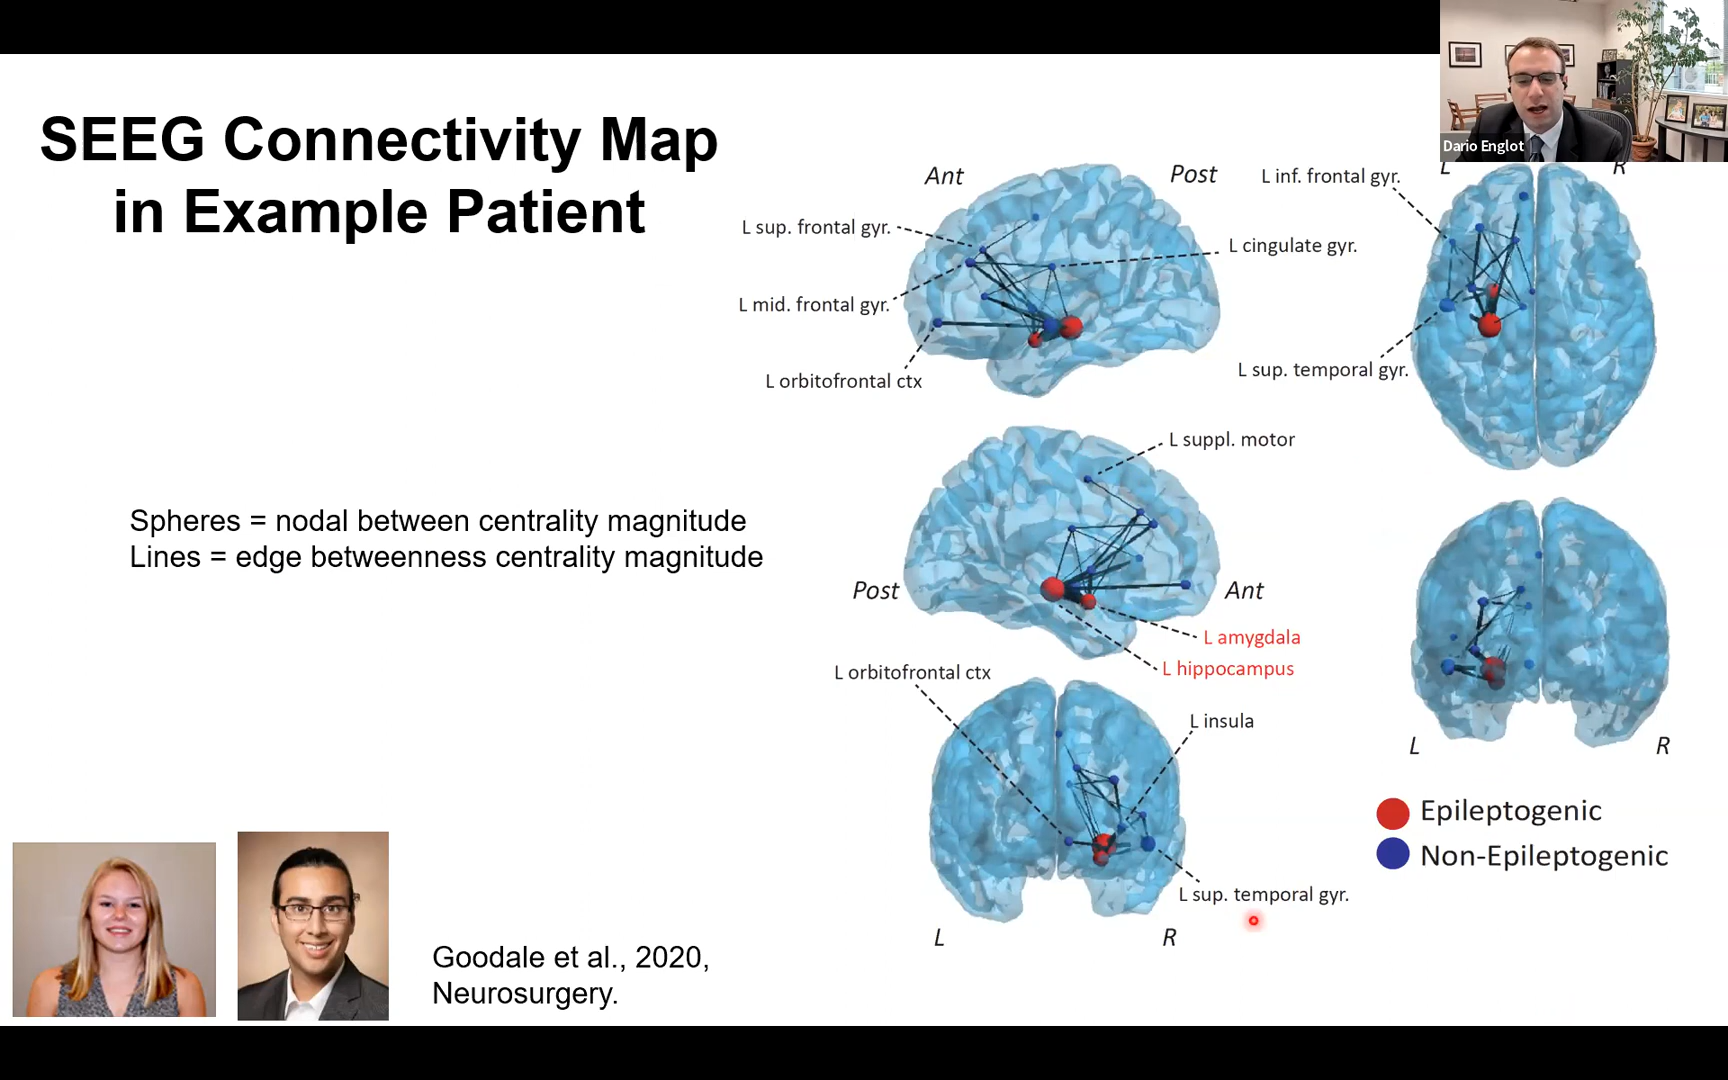 SEEG Connectivity Map
in Example Patient
Spheres = nodal between centrality magnitude
Lines = edge betweenness centrality magnitude
Goodale et al., 2020,
Neurosurgery.
Ant
Post
L sup. frontal gyr.
L cingulate gyr.
L mid. frontal gyr.
L orbitofrontal ctx
L inf. frontal gyr.
L
R
L sup. temporal gyr.
L suppl. motor
Post
Ant
L amygdala
L hippocampus
L orbitofrontal ctx
L insula
L sup. temporal gyr.
L
R
L
R
Epileptogenic
Non-Epileptogenic
Dario Englot